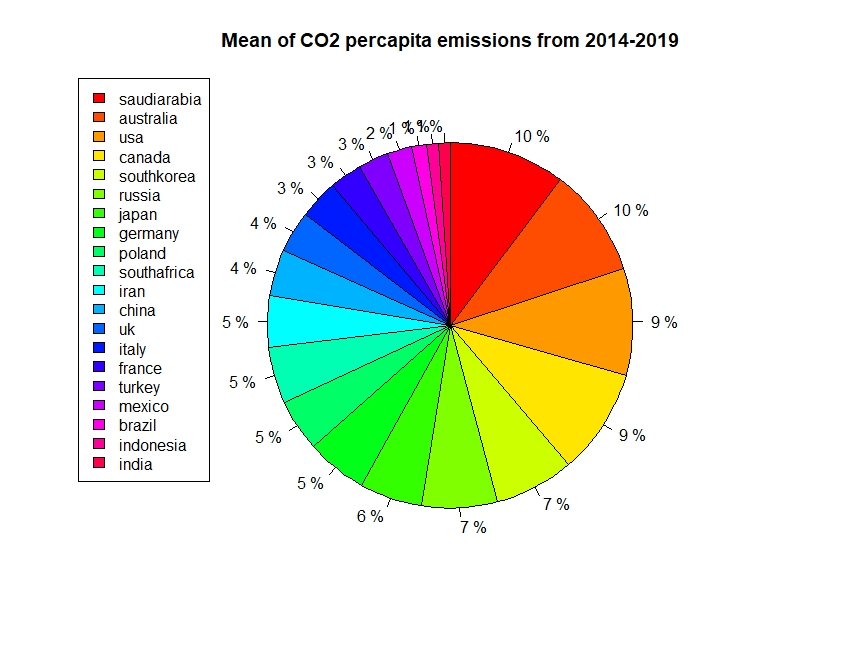 Mean of CO2 percapita emissions from 2014-2019
saudiarabia
australia
usa
canada
southkorea
russia
japan
germany
poland
southafrica
iran
china
uk
italy
france
turkey
mexico
brazil
indonesia
india
10 %
10 %
9 %
9 %
7 %
7 %
6 %
5 %
5 %
5 %
5 %
4 %
4 %
3 %
3 %
3 %
2 %
1 %
1 %